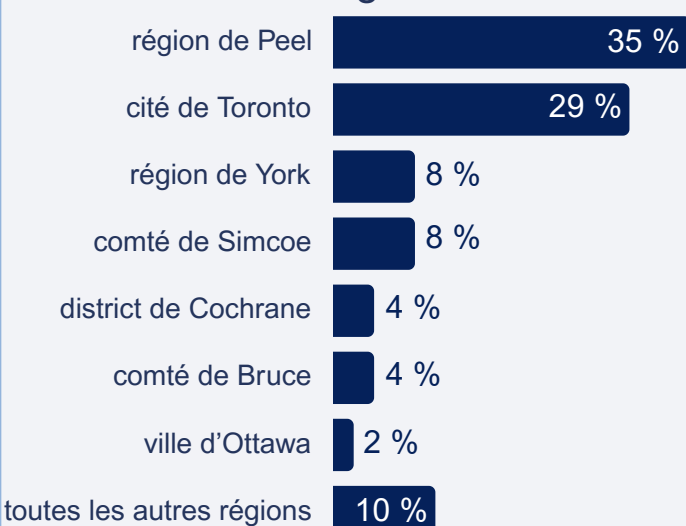 région de Peel 35 %
cité de Toronto 29 %
région de York 8 %
comté de Simcoe 8 %
district de Cochrane 4 %
comté de Bruce 4 %
ville d’Ottawa 2 %
toutes les autres régions 10 %